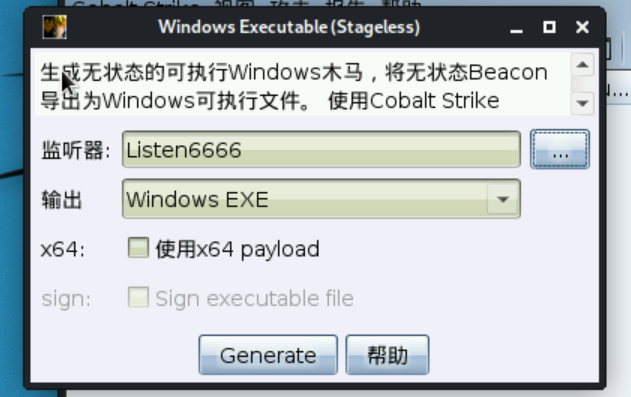 Windows Executable (Stageless)
生成无状态的可执行Windows木马，将无状态Beacon
导出为Windows可执行文件。 使用Cobalt Strike
监听器: Listen6666 ...
输出 Windows EXE
x64: 使用x64 payload
sign: Sign executable file
Generate 帮助